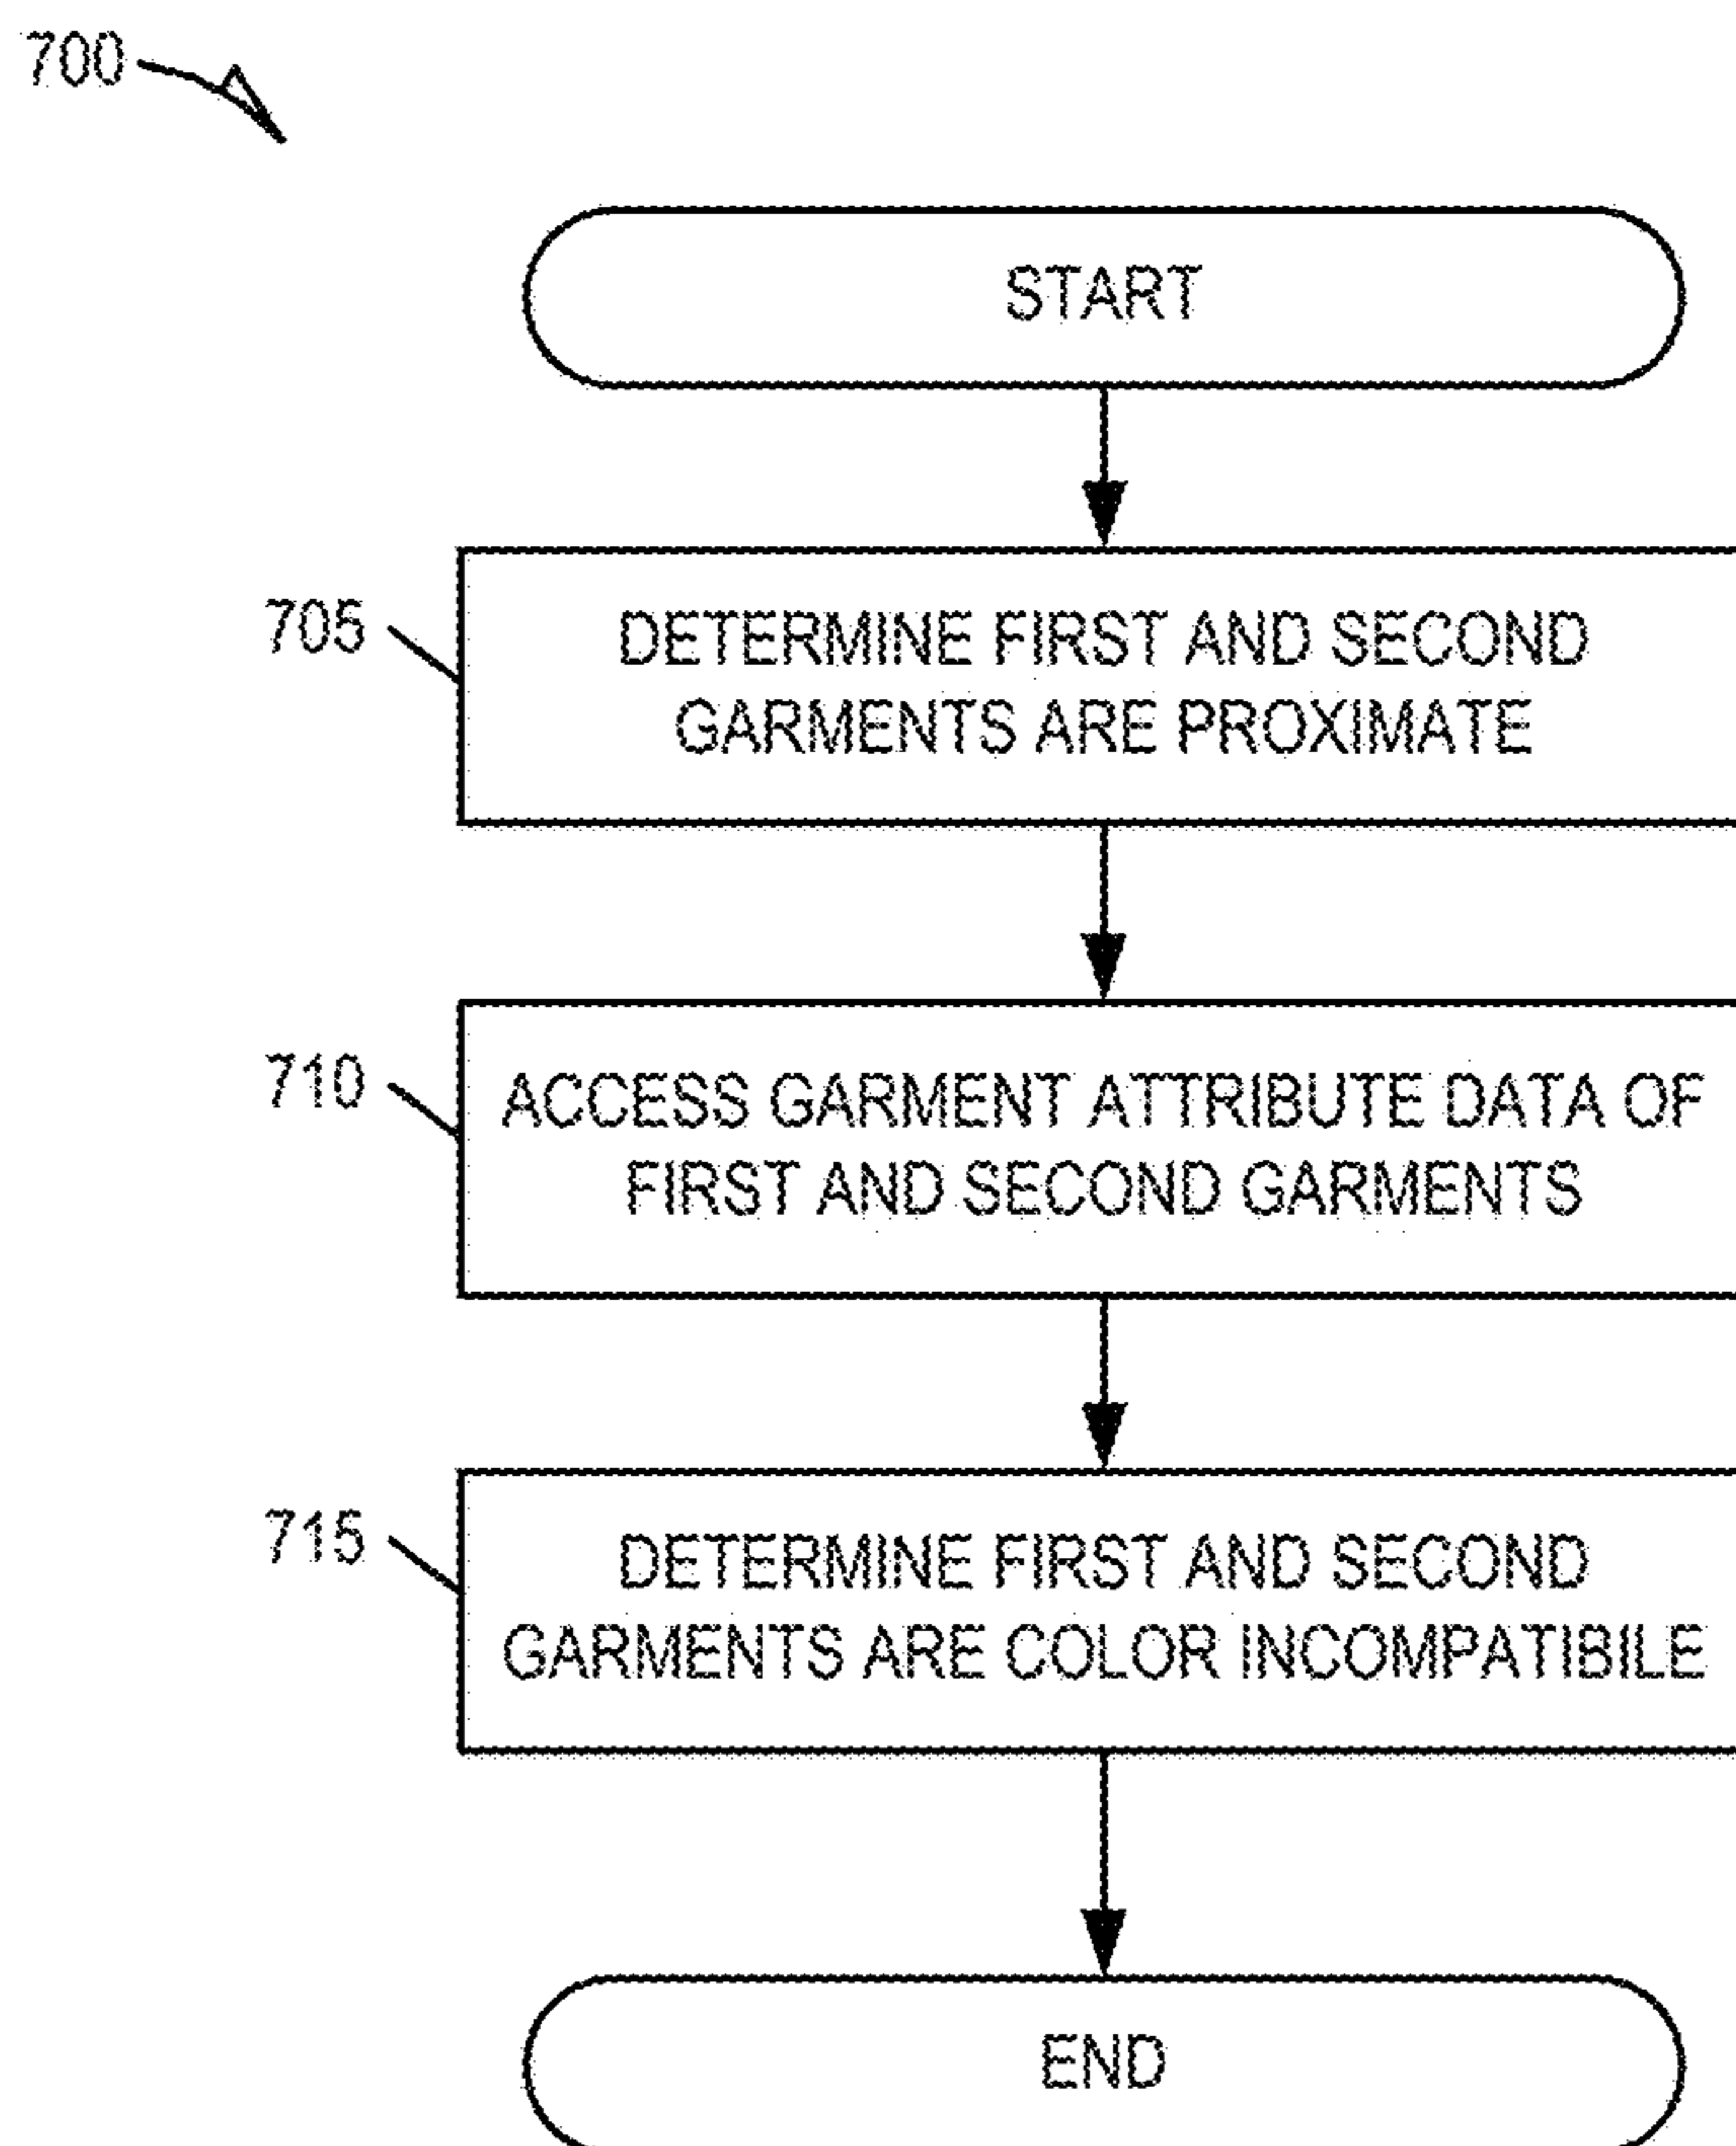 700
START
705
DETERMINE FIRST AND SECOND
GARMENTS ARE PROXIMATE
710
ACCESS GARMENT ATTRIBUTE DATA OF
FIRST AND SECOND GARMENTS
715
DETERMINE FIRST AND SECOND
GARMENTS ARE COLOR INCOMPATIBILE
END